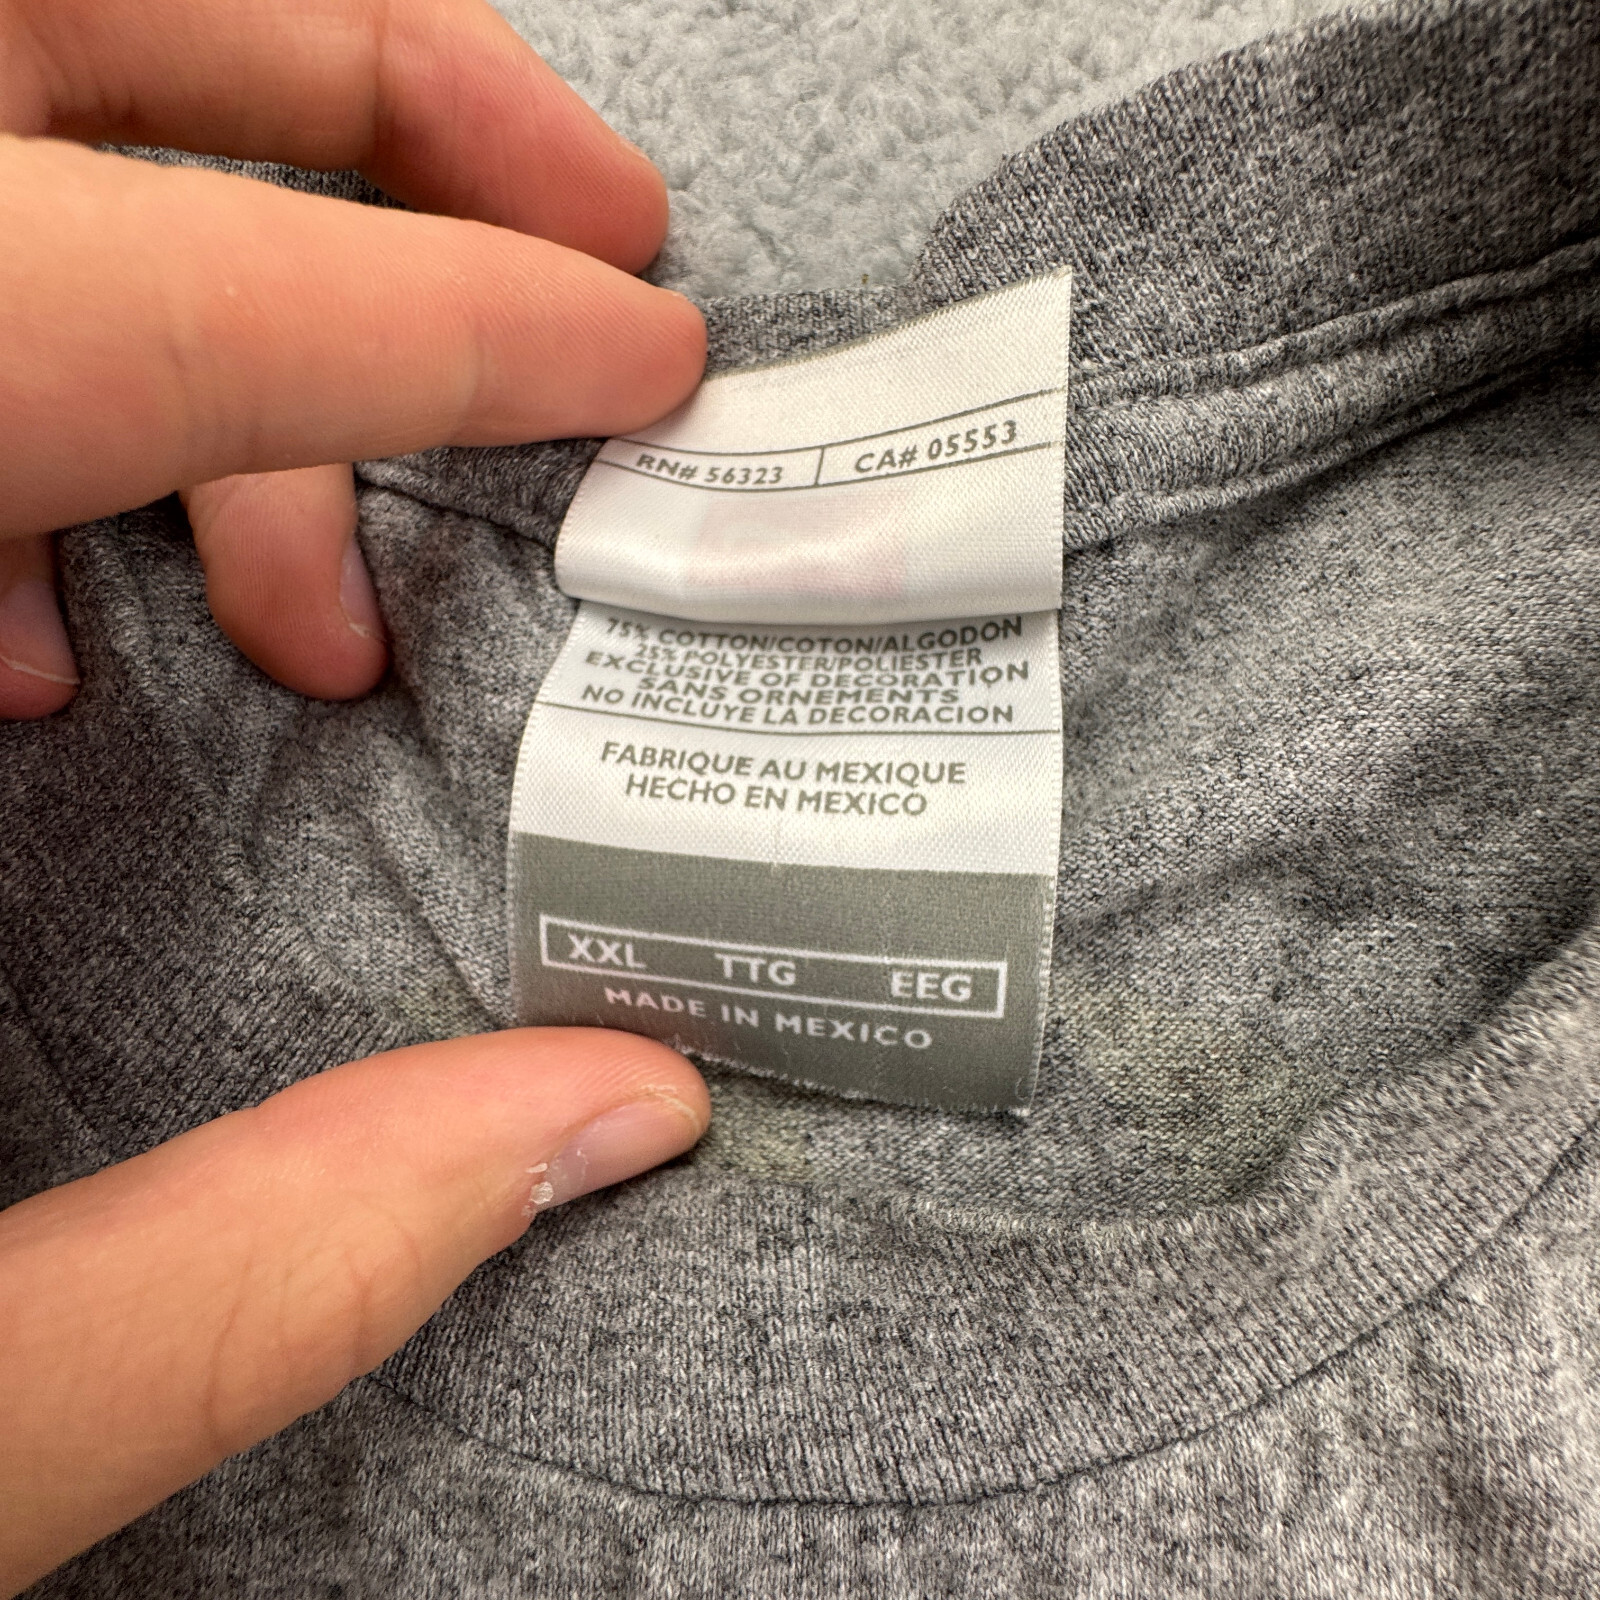 RN# 56323 CA# 05553
75% COTTON/COTON/ALGODON
25% POLYESTER/POLIESTER
EXCLUSIVE OF DECORATION
SANS ORNEMENTS
NO INCLUYE LA DECORACION
FABRIQUE AU MEXIQUE
HECHO EN MEXICO
XXL TTG EEG
MADE IN MEXICO